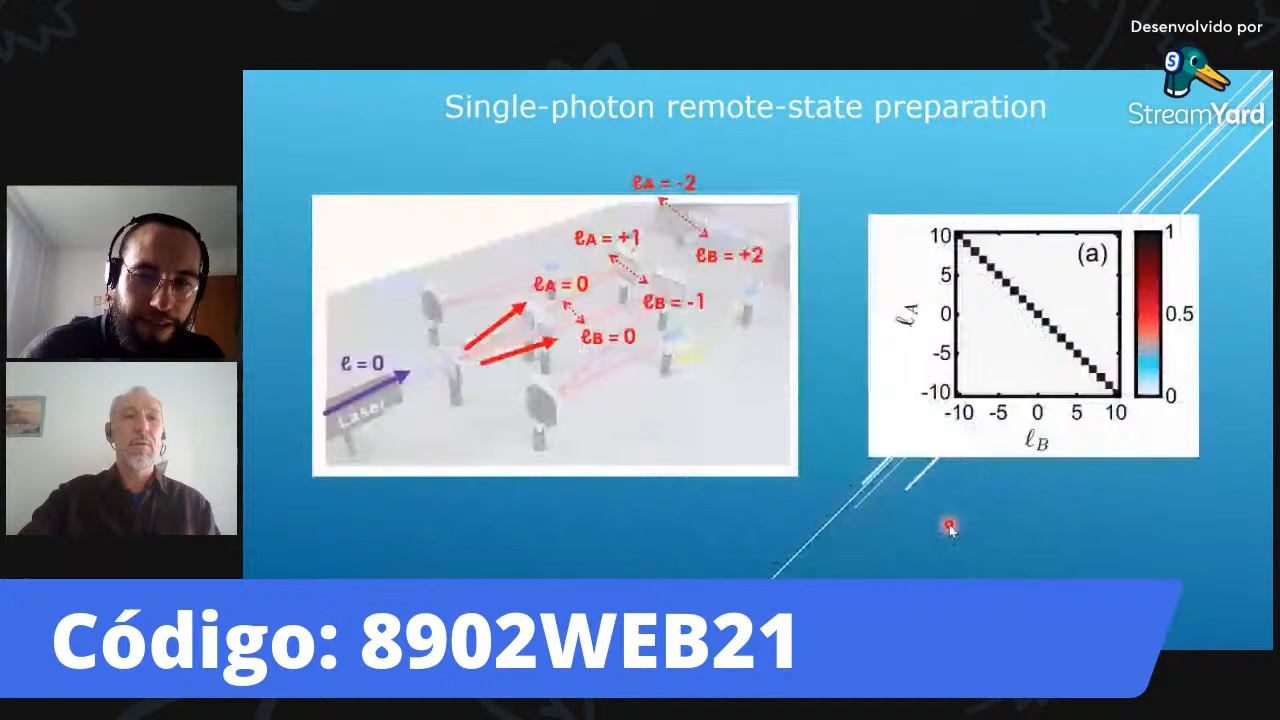 Desenvolvido por
StreamYard
Single-photon remote-state preparation
ℓA = -2
ℓB = +2
ℓA = +1
ℓB = -1
ℓA = 0
ℓB = 0
ℓ = 0
Laser
(a)
10
5
0
-5
-10
ℓA
-10 -5 0 5 10
ℓB
1
0.5
0
Código: 8902WEB21